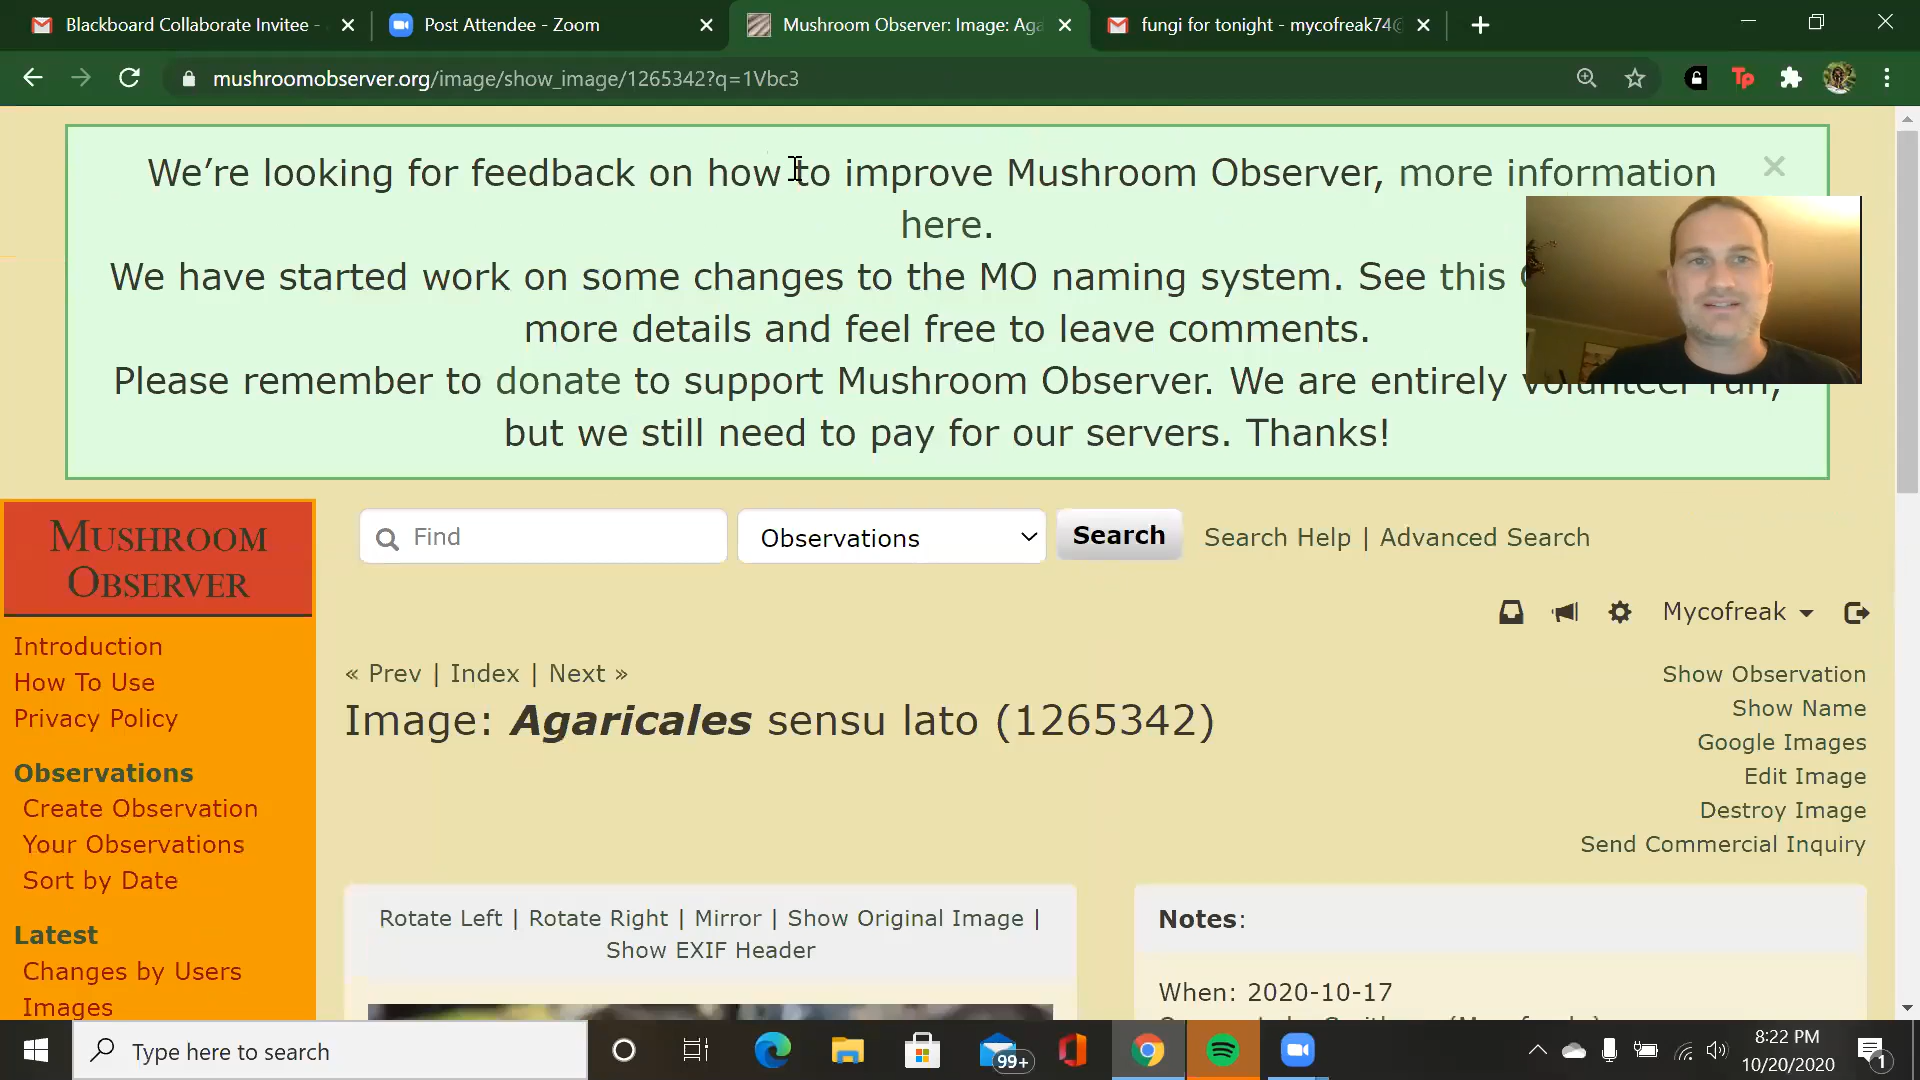 Blackboard Collaborate Invitee -
Post Attendee - Zoom
Mushroom Observer: Image: Aga
fungi for tonight - mycofreak74@
mushroomobserver.org/image/show_image/1265342?q=1Vbc3
Tp
We're looking for feedback on how to improve Mushroom Observer, more information
here.
We have started work on some changes to the MO naming system. See this
more details and feel free to leave comments.
Please remember to donate to support Mushroom Observer. We are entirely volunteer run,
but we still need to pay for our servers. Thanks!
MUSHROOM
OBSERVER
Find
Observations
Search
Search Help | Advanced Search
Mycofreak
« Prev | Index | Next »
Image: Agaricales sensu lato (1265342)
Show Observation
Show Name
Google Images
Edit Image
Destroy Image
Send Commercial Inquiry
Introduction
How To Use
Privacy Policy
Observations
Create Observation
Your Observations
Sort by Date
Latest
Changes by Users
Images
Rotate Left | Rotate Right | Mirror | Show Original Image |
Show EXIF Header
Notes:
When: 2020-10-17
Type here to search
99+
8:22 PM
10/20/2020
1